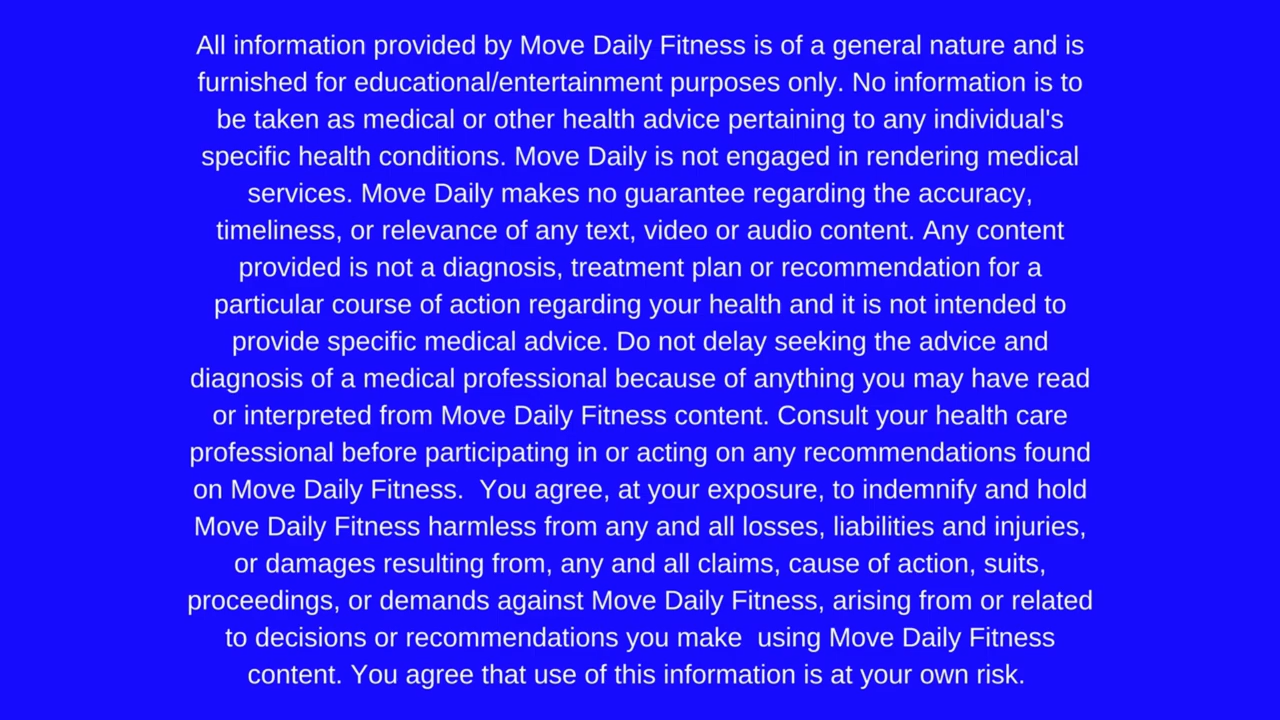 All information provided by Move Daily Fitness is of a general nature and is
furnished for educational/entertainment purposes only. No information is to
be taken as medical or other health advice pertaining to any individual's
specific health conditions. Move Daily is not engaged in rendering medical
services. Move Daily makes no guarantee regarding the accuracy,
timeliness, or relevance of any text, video or audio content. Any content
provided is not a diagnosis, treatment plan or recommendation for a
particular course of action regarding your health and it is not intended to
provide specific medical advice. Do not delay seeking the advice and
diagnosis of a medical professional because of anything you may have read
or interpreted from Move Daily Fitness content. Consult your health care
professional before participating in or acting on any recommendations found
on Move Daily Fitness.  You agree, at your exposure, to indemnify and hold
Move Daily Fitness harmless from any and all losses, liabilities and injuries,
or damages resulting from, any and all claims, cause of action, suits,
proceedings, or demands against Move Daily Fitness, arising from or related
to decisions or recommendations you make  using Move Daily Fitness
content. You agree that use of this information is at your own risk.